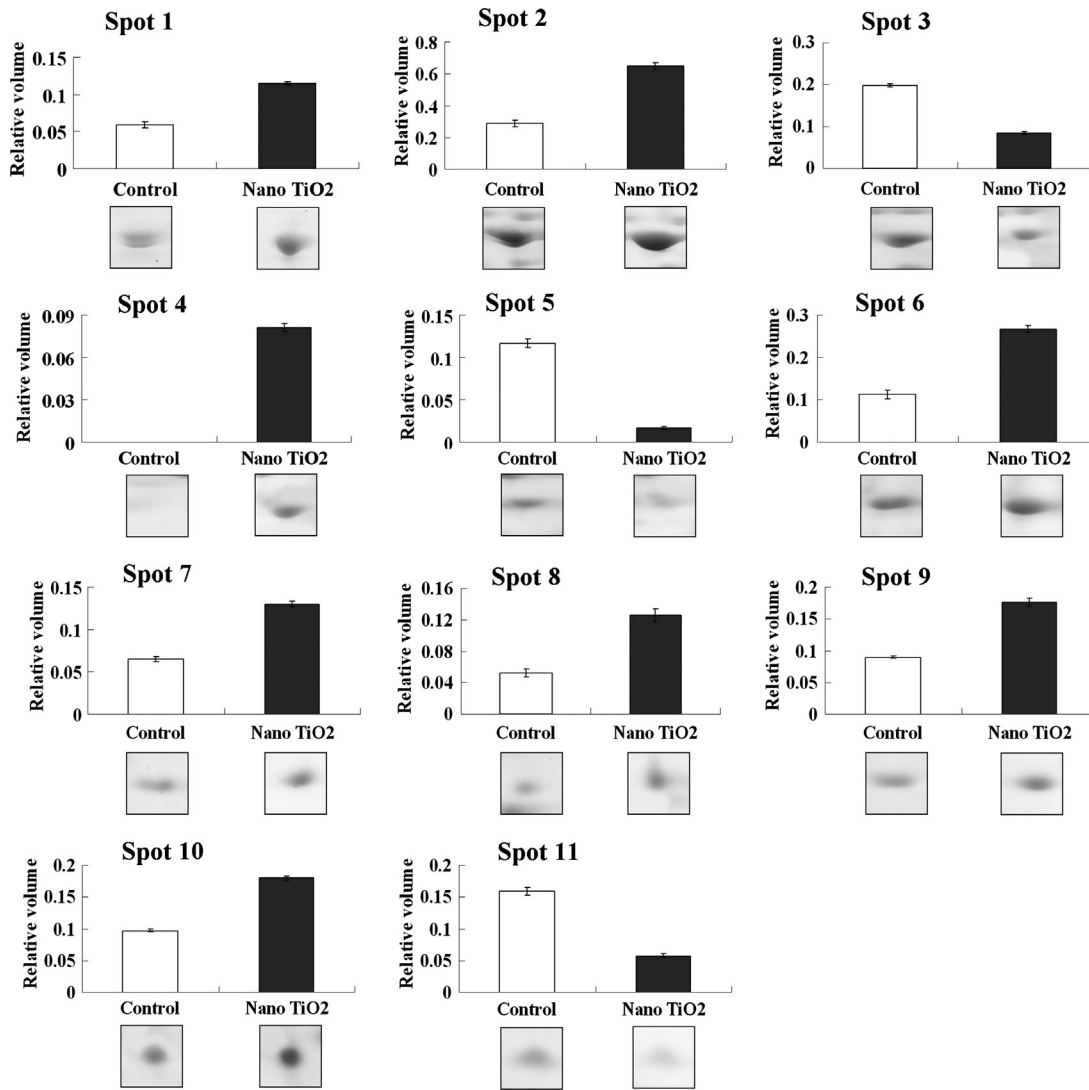 Spot 1
Relative volume
0.15
0.1
0.05
0
Control
Nano TiO2
Spot 2
Relative volume
0.8
0.6
0.4
0.2
0
Control
Nano TiO2
Spot 3
Relative volume
0.3
0.2
0.1
0
Control
Nano TiO2
Spot 4
Relative volume
0.09
0.06
0.03
0
Control
Nano TiO2
Spot 5
Relative volume
0.15
0.1
0.05
0
Control
Nano TiO2
Spot 6
Relative volume
0.3
0.2
0.1
0
Control
Nano TiO2
Spot 7
Relative volume
0.15
0.1
0.05
0
Control
Nano TiO2
Spot 8
Relative volume
0.16
0.12
0.08
0.04
0
Control
Nano TiO2
Spot 9
Relative volume
0.2
0.15
0.1
0.05
0
Control
Nano TiO2
Spot 10
Relative volume
0.2
0.15
0.1
0.05
0
Control
Nano TiO2
Spot 11
Relative volume
0.2
0.15
0.1
0.05
0
Control
Nano TiO2